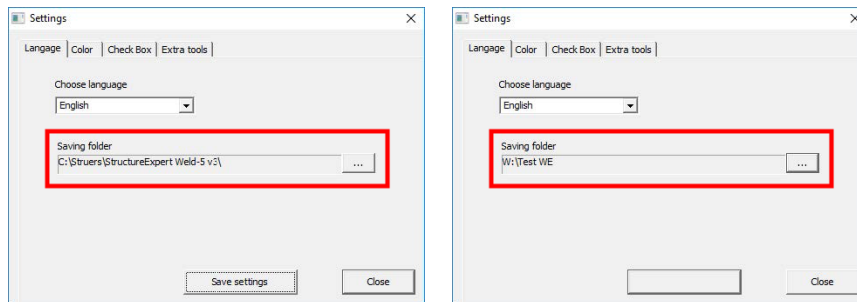 Settings
Langage Color Check Box Extra tools
Choose language
English
Saving folder
C:\Struers\StructureExpert Weld-5 v3\
...
Save settings Close
Settings
Langage Color Check Box Extra tools
Choose language
English
Saving folder
W:\Test WE
...
Close